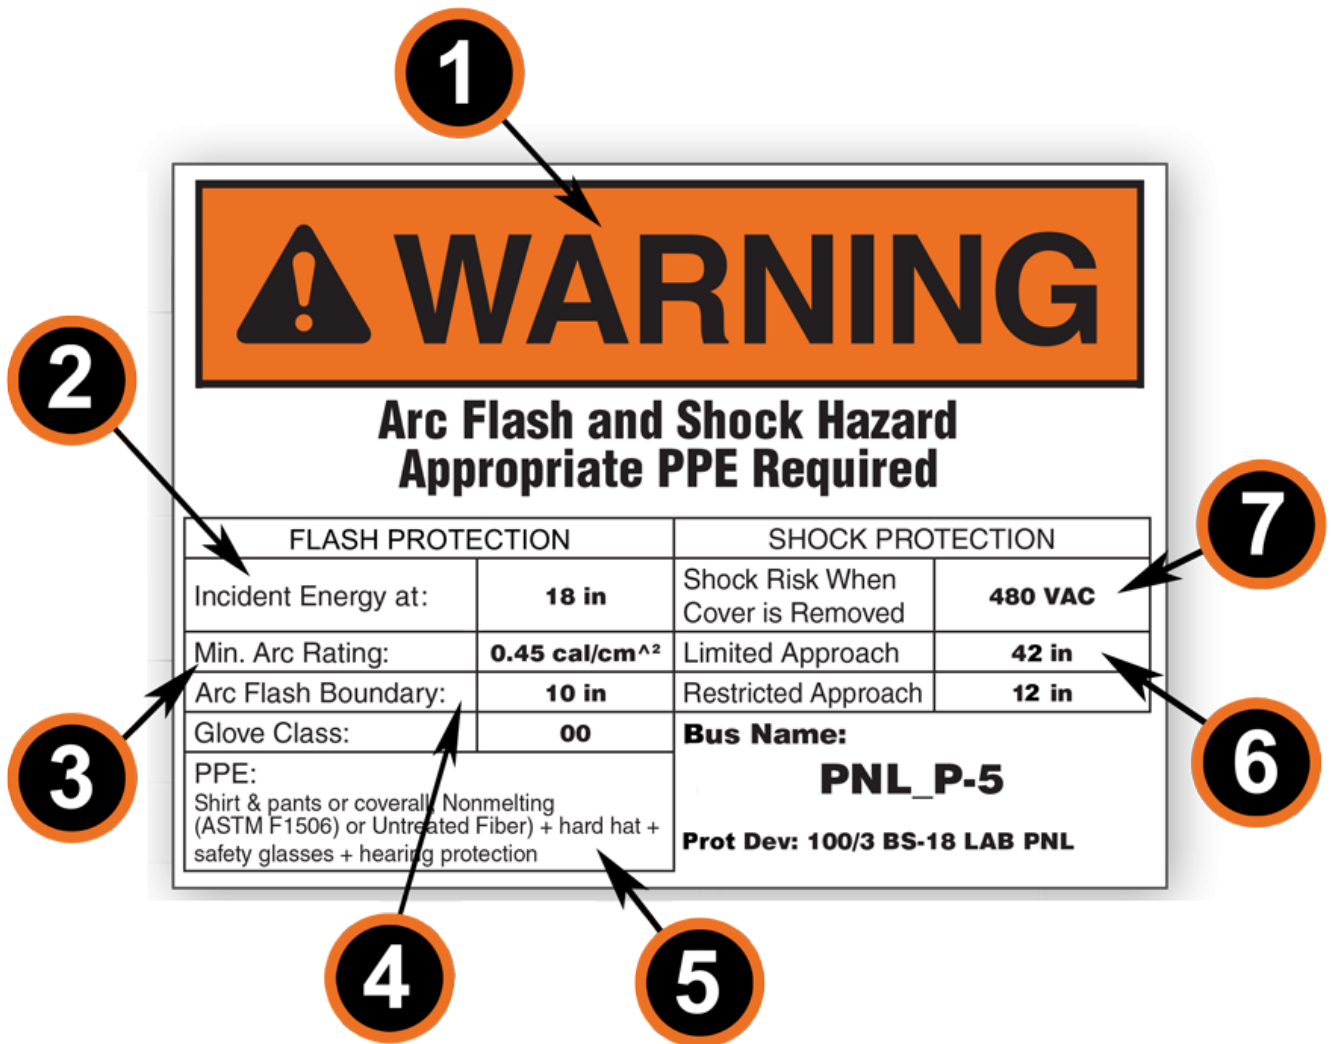 1
WARNING
2
Arc Flash and Shock Hazard
Appropriate PPE Required
7
FLASH PROTECTION
SHOCK PROTECTION
Incident Energy at:
18 in
Shock Risk When
Cover is Removed
480 VAC
Min. Arc Rating:
0.45 cal/cm^²
Limited Approach
42 in
Arc Flash Boundary:
10 in
Restricted Approach
12 in
Glove Class:
00
Bus Name:
PNL_P-5
3
6
PPE:
Shirt & pants or coverall, Nonmelting
(ASTM F1506) or Untreated Fiber) + hard hat +
safety glasses + hearing protection
Prot Dev: 100/3 BS-18 LAB PNL
4
5